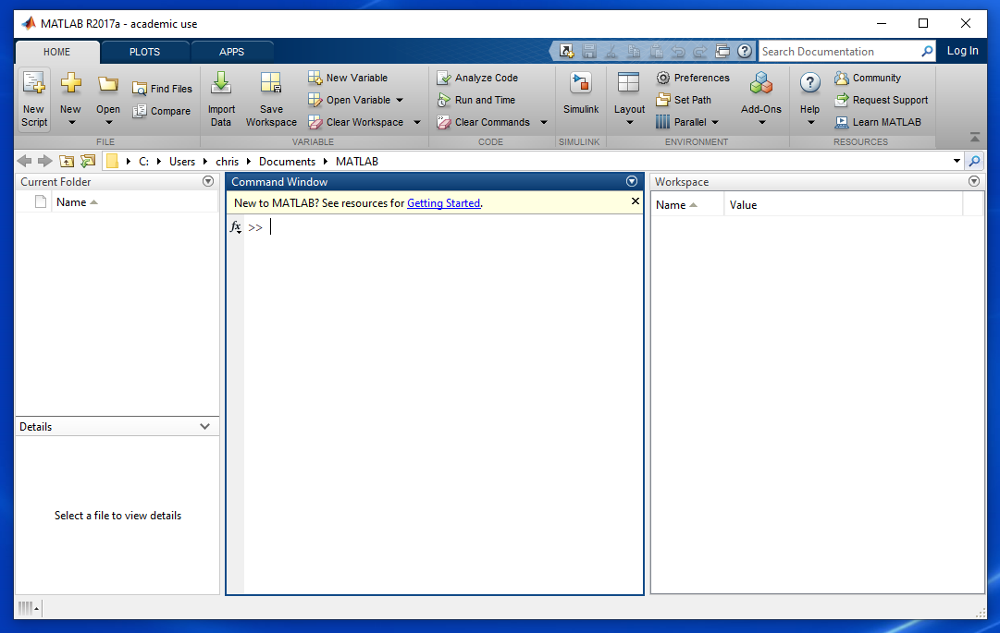 MATLAB R2017a - academic use
HOME PLOTS APPS Search Documentation Log In
New Script
New
Open
Find Files
Compare
Import Data
Save Workspace
New Variable
Open Variable
Clear Workspace
Analyze Code
Run and Time
Clear Commands
Simulink
Layout
Preferences
Set Path
Parallel
Add-Ons
Help
Community
Request Support
Learn MATLAB
FILE VARIABLE CODE SIMULINK ENVIRONMENT RESOURCES
C: Users chris Documents MATLAB
Current Folder
Name
Details
Select a file to view details
Command Window
New to MATLAB? See resources for Getting Started.
fx >>
Workspace
Name Value